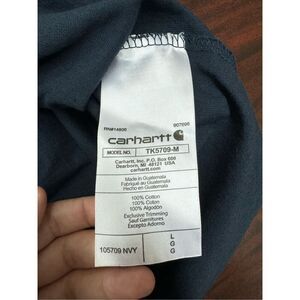 RN#14806 907698
carhartt
MODEL NO. TK5709-M
Carhartt, Inc. P.O. Box 600
Dearborn, MI 48121 USA
carhartt.com
Made in Guatemala
Fabriqué au Guatemala
Hecho en Guatemala
100% Cotton
100% Coton
100% Algodón
Exclusive Trimming
Sauf Garnitures
Excepto Adorno
105709 NVY
L
G
G